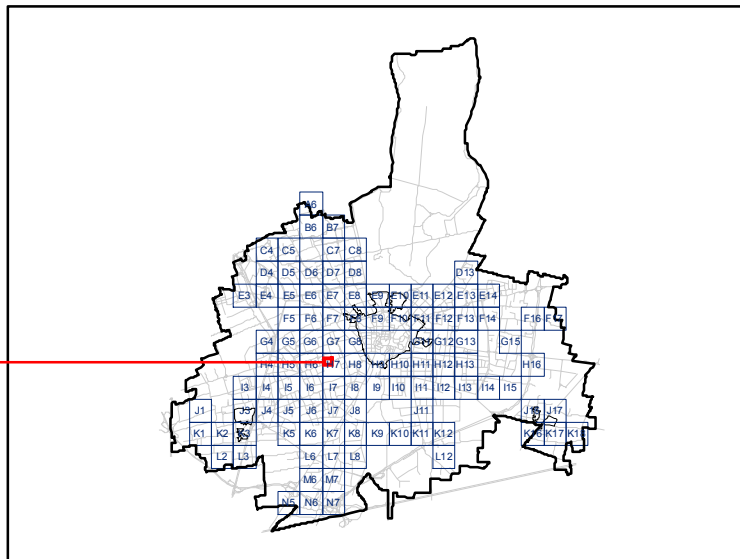 A6
B6 B7
C4 C5 C7 C8
D4 D5 D6 D7 D8 D13
E3 E4 E5 E6 E7 E8 E9 E10 E11 E12 E13 E14
F5 F6 F7 F9 F10 F11 F12 F13 F14 F16
G4 G5 G6 G7 G8 G12 G13 G15
H4 H5 H6 H7 H8 H9 H10 H11 H12 H13 H16
I3 I4 I5 I6 I7 I8 I9 I10 I11 I12 I13 I14 I15
J1 J3 J4 J5 J6 J7 J8 J11 J17
K1 K2 K5 K6 K7 K8 K9 K10 K11 K12 K16 K17 K18
L2 L3 L6 L7 L8 L12
M6 M7
N5 N6 N7